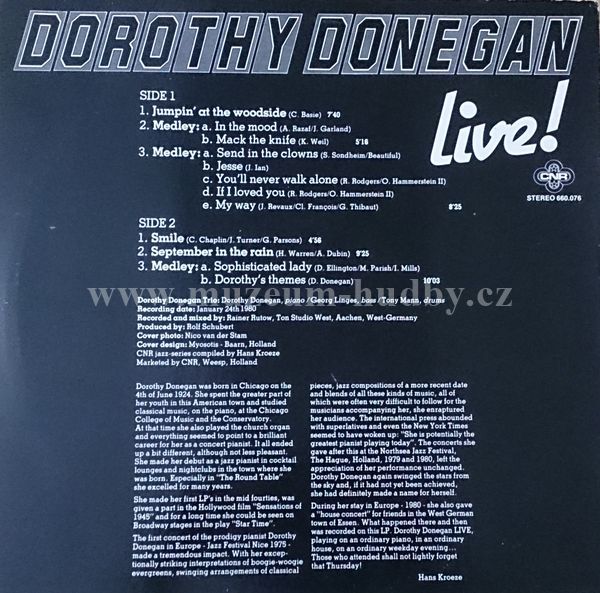 DOROTHY DONEGAN
Live!
CNR
STEREO 660.076
SIDE 1
1. Jumpin' at the woodside (C. Basie) 7'40
2. Medley: a. In the mood (A. Razaf/J. Garland)
b. Mack the knife (K. Weil) 5'16
3. Medley: a. Send in the clowns (S. Sondheim/Beautiful)
b. Jesse (J. Ian)
c. You'll never walk alone (R. Rodgers/O. Hammerstein II)
d. If I loved you (R. Rodgers/O. Hammerstein II)
e. My way (J. Revaux/Cl. François/G. Thibaut) 8'25
SIDE 2
1. Smile (C. Chaplin/J. Turner/G. Parsons) 4'56
2. September in the rain (H. Warren/A. Dubin) 9'25
3. Medley: a. Sophisticated lady (D. Ellington/M. Parish/I. Mills)
b. Dorothy's themes (D. Donegan) 10'03
www.muzeum-hudby.cz
Dorothy Donegan Trio: Dorothy Donegan, piano / Georg Linges, bass / Tony Mann, drums
Recording date: January 24th 1980
Recorded and mixed by: Rainer Rutow, Ton Studio West, Aachen, West-Germany
Produced by: Rolf Schubert
Cover photo: Nico van der Stam
Cover design: Myosotis - Baarn, Holland
CNR jazz-series compiled by Hans Kroeze
Marketed by CNR, Weesp, Holland
Dorothy Donegan was born in Chicago on the
4th of June 1924. She spent the greater part of
her youth in this American town and studied
classical music, on the piano, at the Chicago
College of Music and the Conservatory.
At that time she also played the church organ
and everything seemed to point to a brilliant
career for her as a concert pianist. It all ended
up a bit different, although not less pleasant.
She made her debut as a jazz pianist in cocktail
lounges and nightclubs in the town where she
was born. Especially in "The Round Table"
she excelled for many years.
She made her first LP's in the mid fourties, was
given a part in the Hollywood film "Sensations of
1945" and for a long time she could be seen on
Broadway stages in the play "Star Time".
The first concert of the prodigy pianist Dorothy
Donegan in Europe - Jazz Festival Nice 1975 -
made a tremendous impact. With her excep-
tionally striking interpretations of boogie-woogie
evergreens, swinging arrangements of classical
pieces, jazz compositions of a more recent date
and blends of all these kinds of music, all of
which were often very difficult to follow for the
musicians accompanying her, she enraptured
her audience. The international press abounded
with superlatives and even the New York Times
seemed to have woken up: "She is potentially the
greatest pianist playing today". The concerts she
gave after this at the Northsea Jazz Festival,
The Hague, Holland, 1979 and 1980, left the
appreciation of her performance unchanged.
Dorothy Donegan again swinged the stars from
the sky and, if it had not yet been achieved,
she had definitely made a name for herself.
During her stay in Europe - 1980 - she also gave
a "house concert" for friends in the West German
town of Essen. What happened there and then
was recorded on this LP. Dorothy Donegan LIVE,
playing on an ordinary piano, in an ordinary
house, on an ordinary weekday evening...
Those who attended shall not lightly forget
that Thursday!
Hans Kroeze